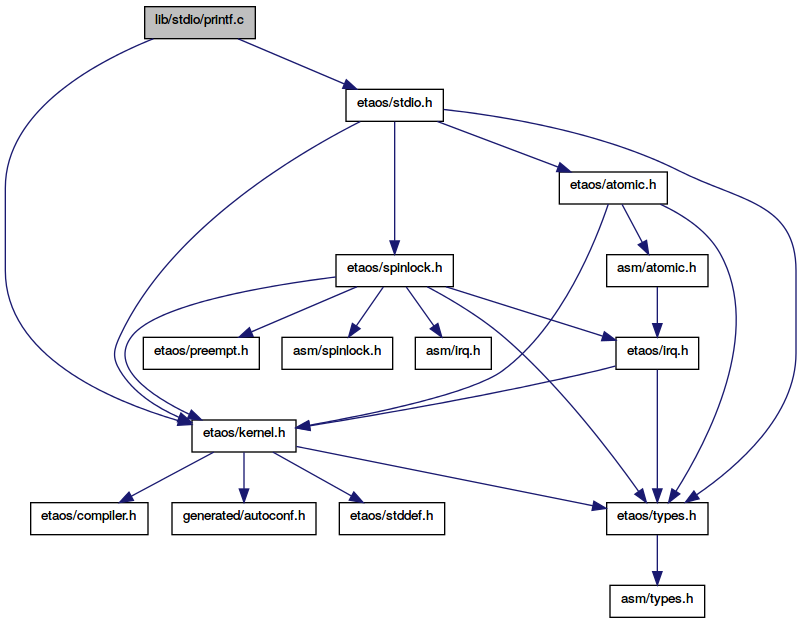 lib/stdio/printf.c
etaos/stdio.h
etaos/atomic.h
etaos/spinlock.h
asm/atomic.h
etaos/preempt.h
asm/spinlock.h
asm/irq.h
etaos/irq.h
etaos/kernel.h
etaos/compiler.h
generated/autoconf.h
etaos/stddef.h
etaos/types.h
asm/types.h